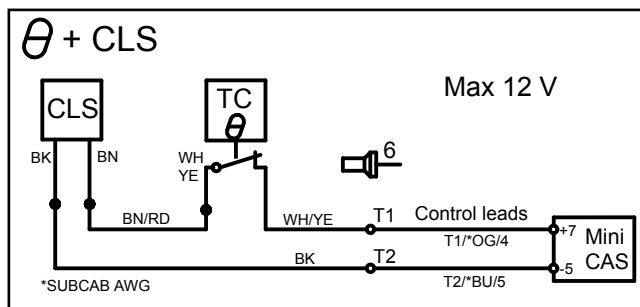 θ + CLS
Max 12 V
CLS
TC
θ
BK
BN
WH
YE
6
BN/RD
WH/YE
T1
Control leads
T1/*OG/4
+7
Mini
CAS
BK
T2
-5
*SUBCAB AWG
T2/*BU/5